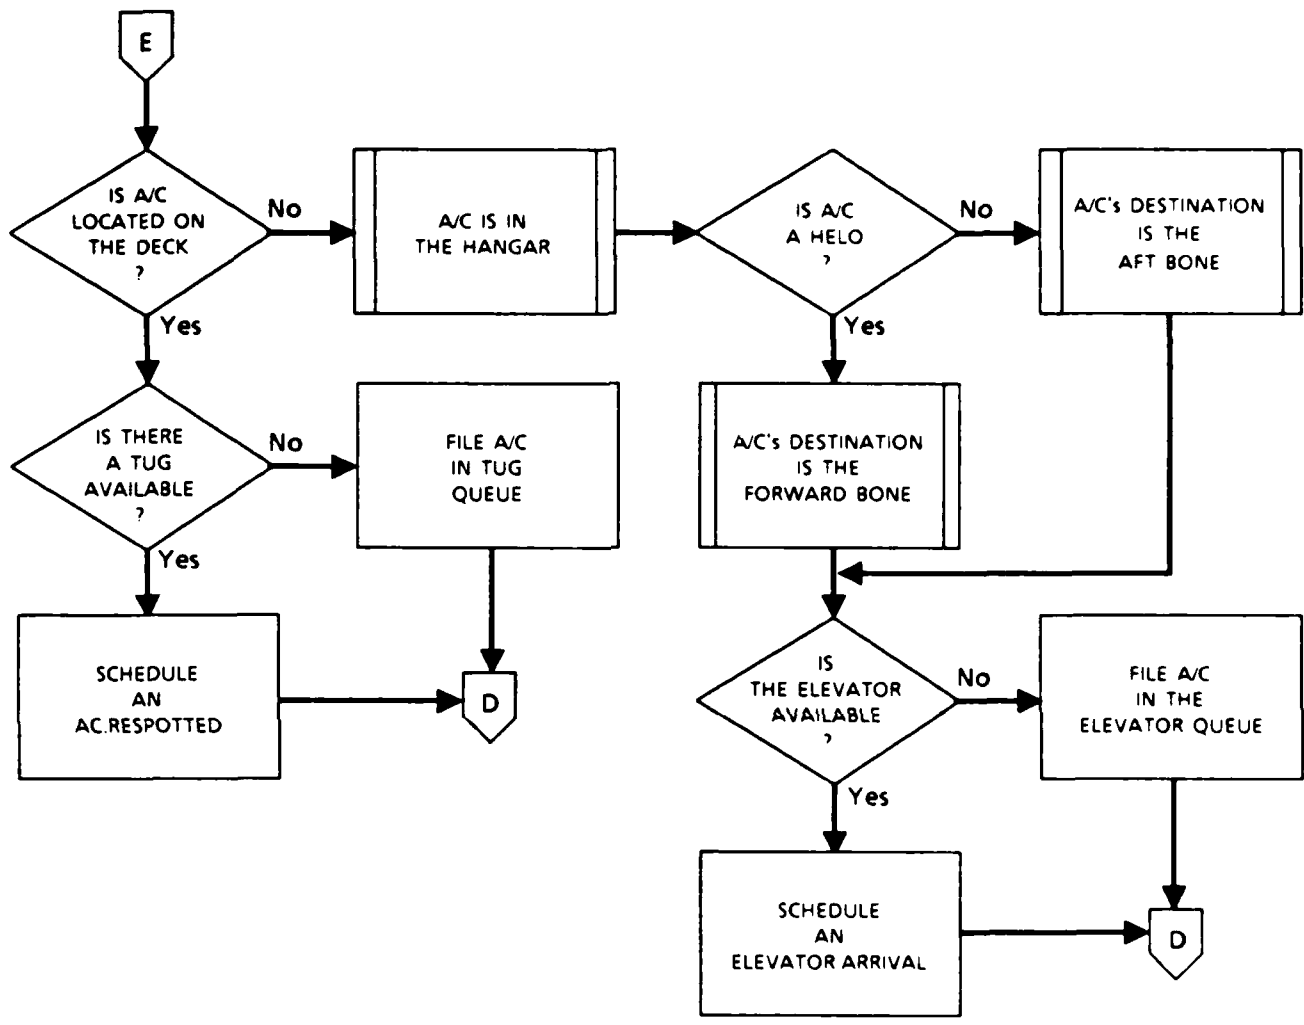 E
IS A/C
LOCATED ON
THE DECK
?
No
A/C IS IN
THE HANGAR
IS A/C
A HELO
?
No
A/C's DESTINATION
IS THE
AFT BONE
Yes
Yes
IS THERE
A TUG
AVAILABLE
?
No
FILE A/C
IN TUG
QUEUE
A/C's DESTINATION
IS THE
FORWARD BONE
Yes
SCHEDULE
AN
AC.RESPOTTED
D
IS
THE ELEVATOR
AVAILABLE
?
No
FILE A/C
IN THE
ELEVATOR QUEUE
Yes
SCHEDULE
AN
ELEVATOR ARRIVAL
D